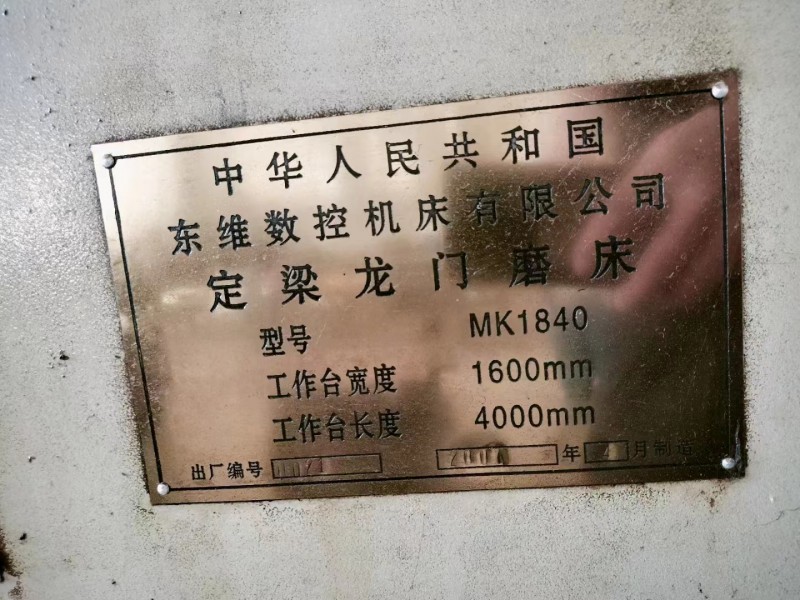 中华人民共和国
东维数控机床有限公司
定梁龙门磨床
型号 MK1840
工作台宽度 1600mm
工作台长度 4000mm
出厂编号 年 月制造